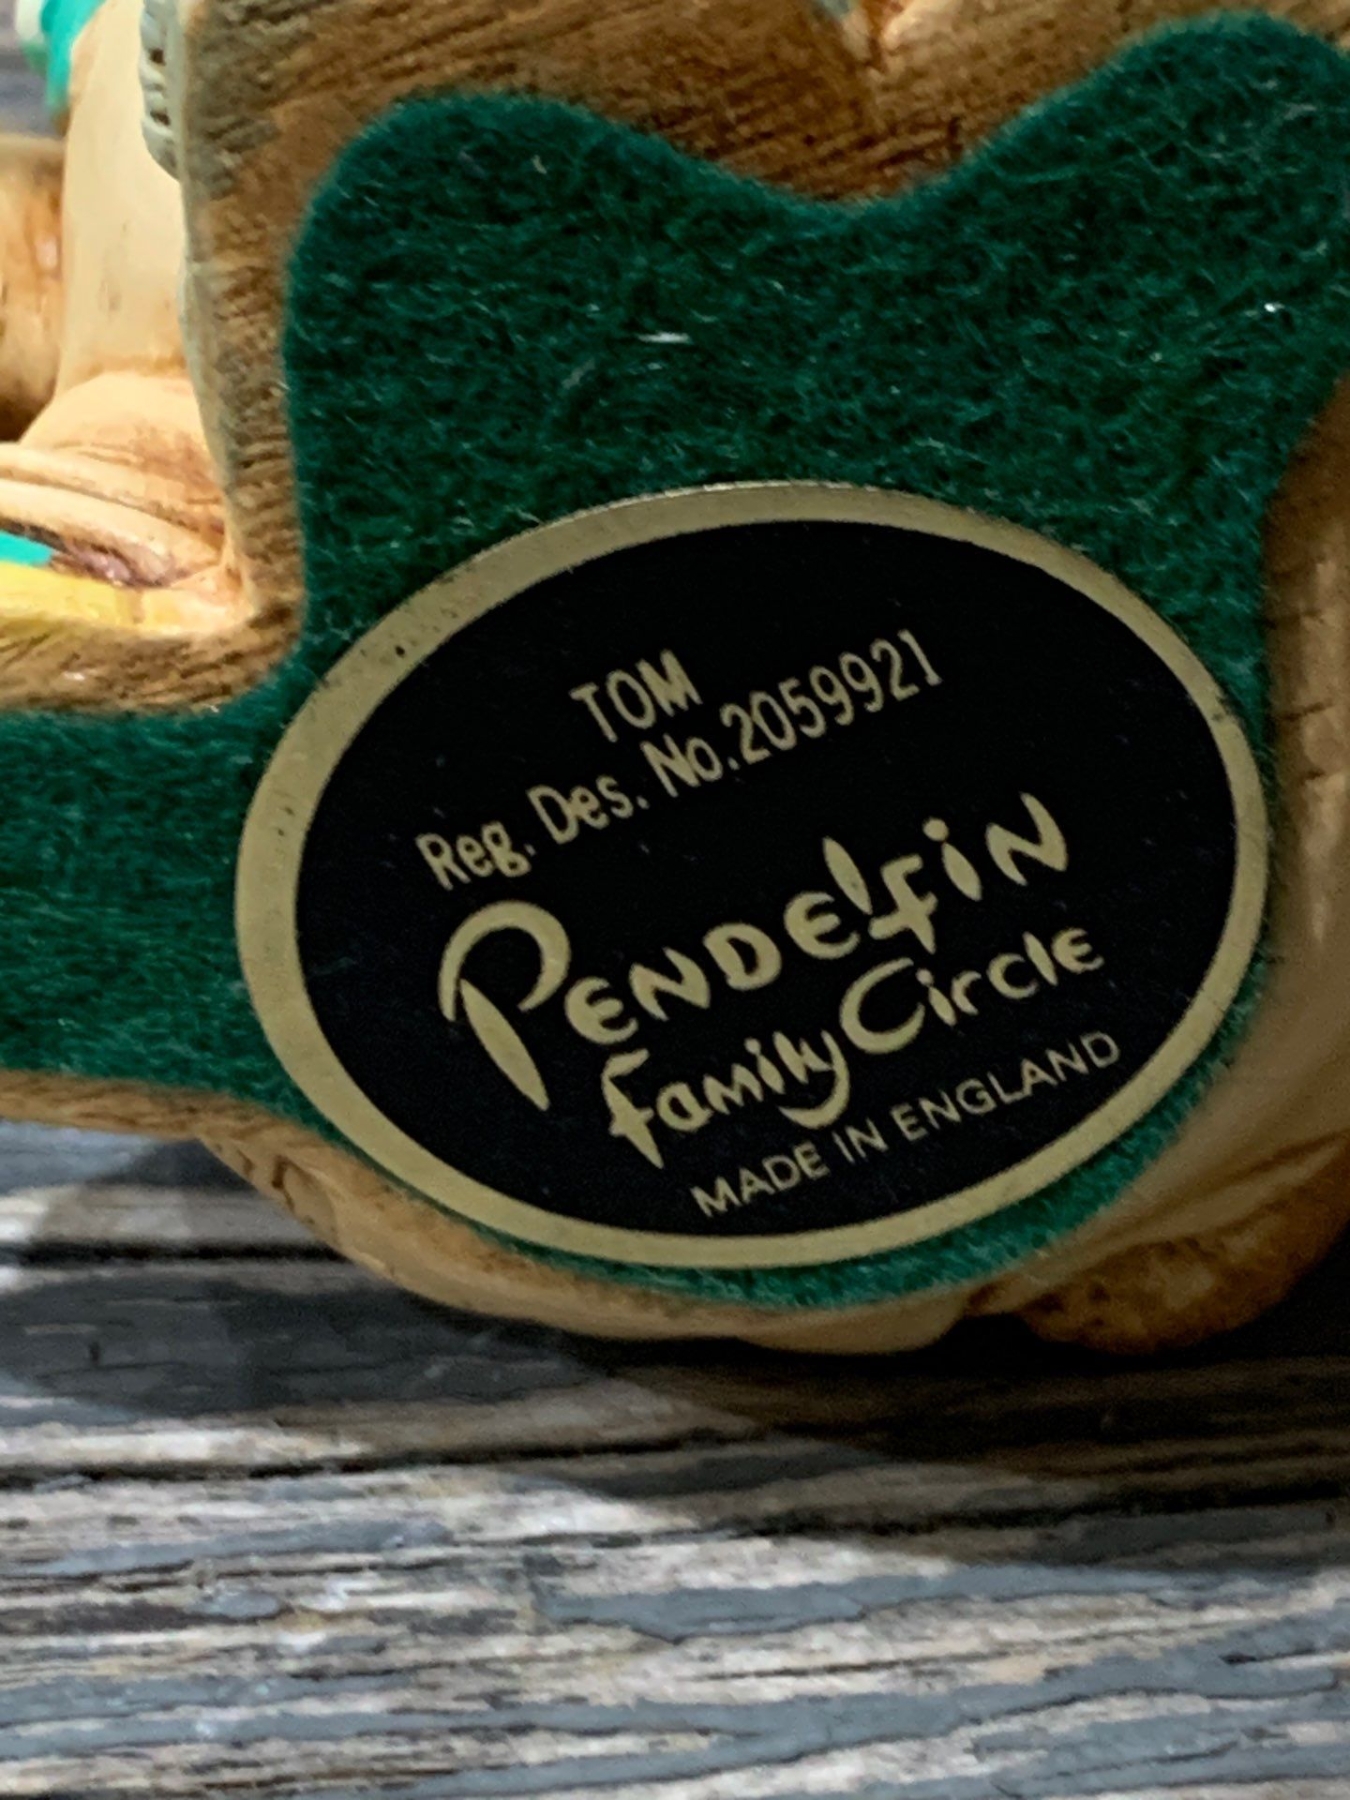 TOM
Reg. Des. No. 2059921
PENDELFIN
Family Circle
MADE IN ENGLAND